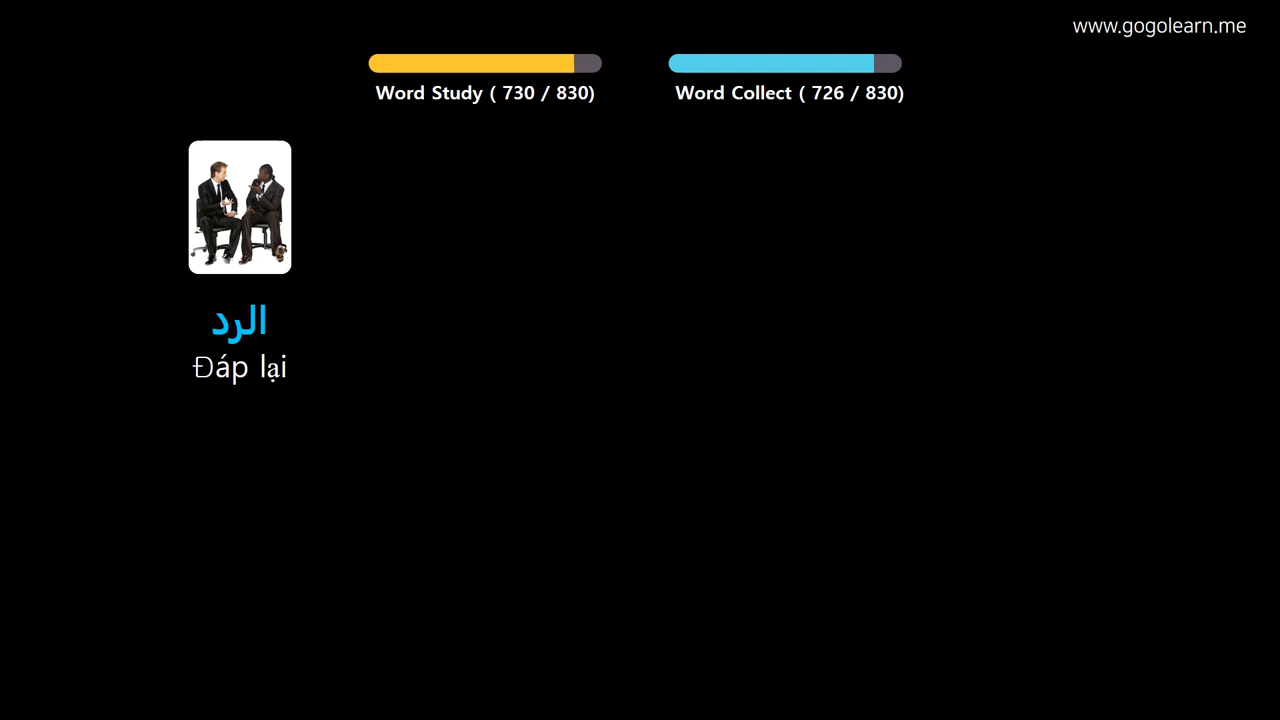 www.gogolearn.me
Word Study ( 730 / 830)
Word Collect ( 726 / 830)
الرد
Đáp lại